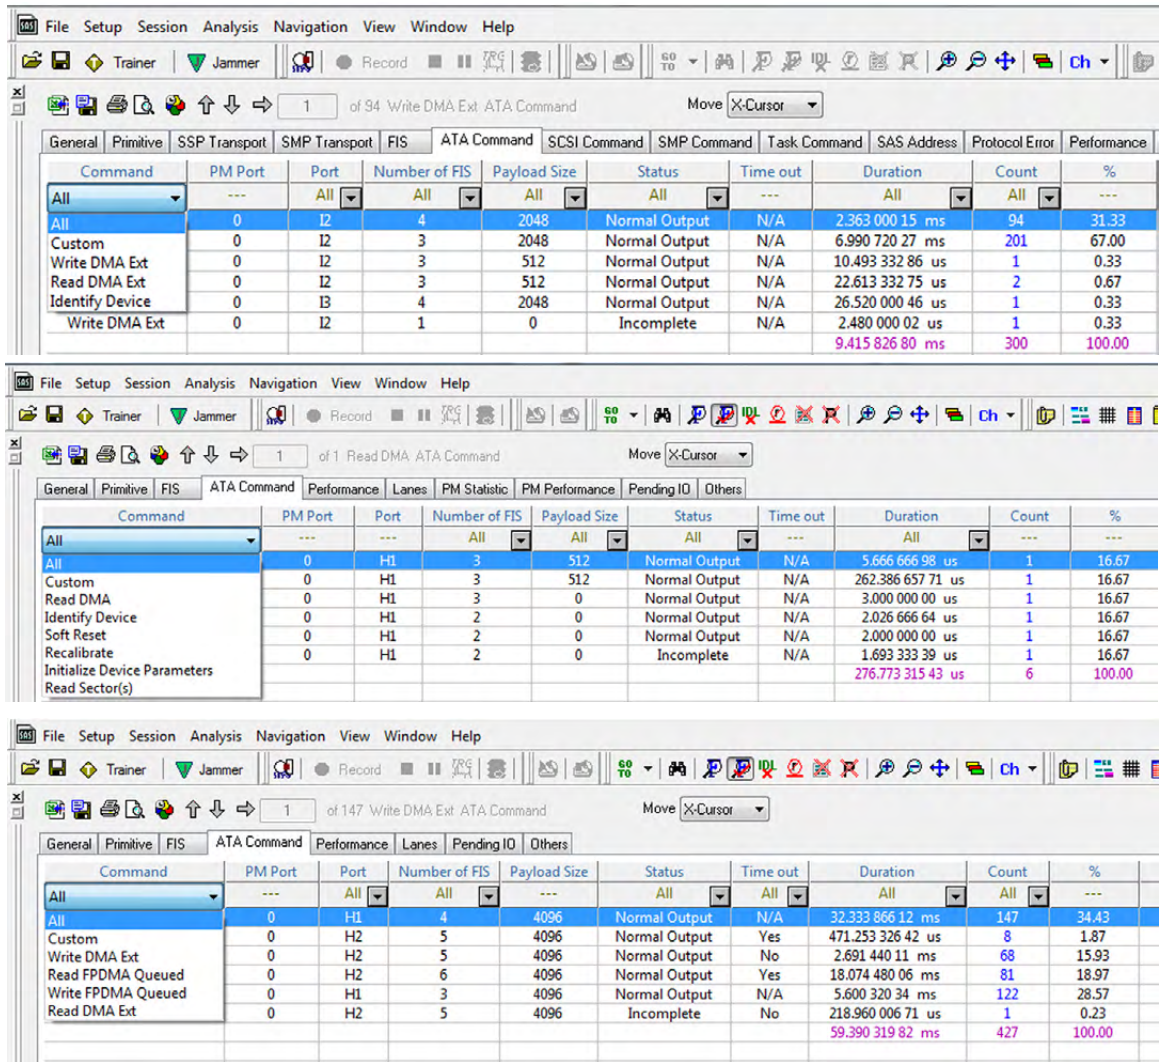 File Setup Session Analysis Navigation View Window Help
Trainer Jammer Record GO TO IDL Ch
1 of 94 Write DMA Ext ATA Command Move X-Cursor
General Primitive SSP Transport SMP Transport FIS ATA Command SCSI Command SMP Command Task Command SAS Address Protocol Error Performance
Command PM Port Port Number of FIS Payload Size Status Time out Duration Count %
All --- All All All All --- All All ---
All 0 I2 4 2048 Normal Output N/A 2.363 000 15 ms 94 31.33
Custom 0 I2 3 2048 Normal Output N/A 6.990 720 27 ms 201 67.00
Write DMA Ext 0 I2 3 512 Normal Output N/A 10.493 332 86 us 1 0.33
Read DMA Ext 0 I2 3 512 Normal Output N/A 22.613 332 75 us 2 0.67
Identify Device 0 I3 4 2048 Normal Output N/A 26.520 000 46 us 1 0.33
Write DMA Ext 0 I2 1 0 Incomplete N/A 2.480 000 02 us 1 0.33
9.415 826 80 ms 300 100.00
File Setup Session Analysis Navigation View Window Help
Trainer Jammer Record GO TO IDL Ch
1 of 1 Read DMA ATA Command Move X-Cursor
General Primitive FIS ATA Command Performance Lanes PM Statistic PM Performance Pending IO Others
Command PM Port Port Number of FIS Payload Size Status Time out Duration Count %
All --- --- All All All --- All --- ---
All 0 H1 3 512 Normal Output N/A 5.666 666 98 us 1 16.67
Custom 0 H1 3 512 Normal Output N/A 262.386 657 71 us 1 16.67
Read DMA 0 H1 3 0 Normal Output N/A 3.000 000 00 us 1 16.67
Identify Device 0 H1 2 0 Normal Output N/A 2.026 666 64 us 1 16.67
Soft Reset 0 H1 2 0 Normal Output N/A 2.000 000 00 us 1 16.67
Recalibrate 0 H1 2 0 Incomplete N/A 1.693 333 39 us 1 16.67
Initialize Device Parameters 276.773 315 43 us 6 100.00
Read Sector(s)
File Setup Session Analysis Navigation View Window Help
Trainer Jammer Record GO TO IDL Ch
1 of 147 Write DMA Ext ATA Command Move X-Cursor
General Primitive FIS ATA Command Performance Lanes Pending IO Others
Command PM Port Port Number of FIS Payload Size Status Time out Duration Count %
All --- All All --- All All All All ---
All 0 H1 4 4096 Normal Output N/A 32.333 866 12 ms 147 34.43
Custom 0 H2 5 4096 Normal Output Yes 471.253 326 42 us 8 1.87
Write DMA Ext 0 H2 5 4096 Normal Output No 2.691 440 11 ms 68 15.93
Read FPDMA Queued 0 H2 6 4096 Normal Output Yes 18.074 480 06 ms 81 18.97
Write FPDMA Queued 0 H1 3 4096 Normal Output N/A 5.600 320 34 ms 122 28.57
Read DMA Ext 0 H2 5 4096 Incomplete No 218.960 006 71 us 1 0.23
59.390 319 82 ms 427 100.00